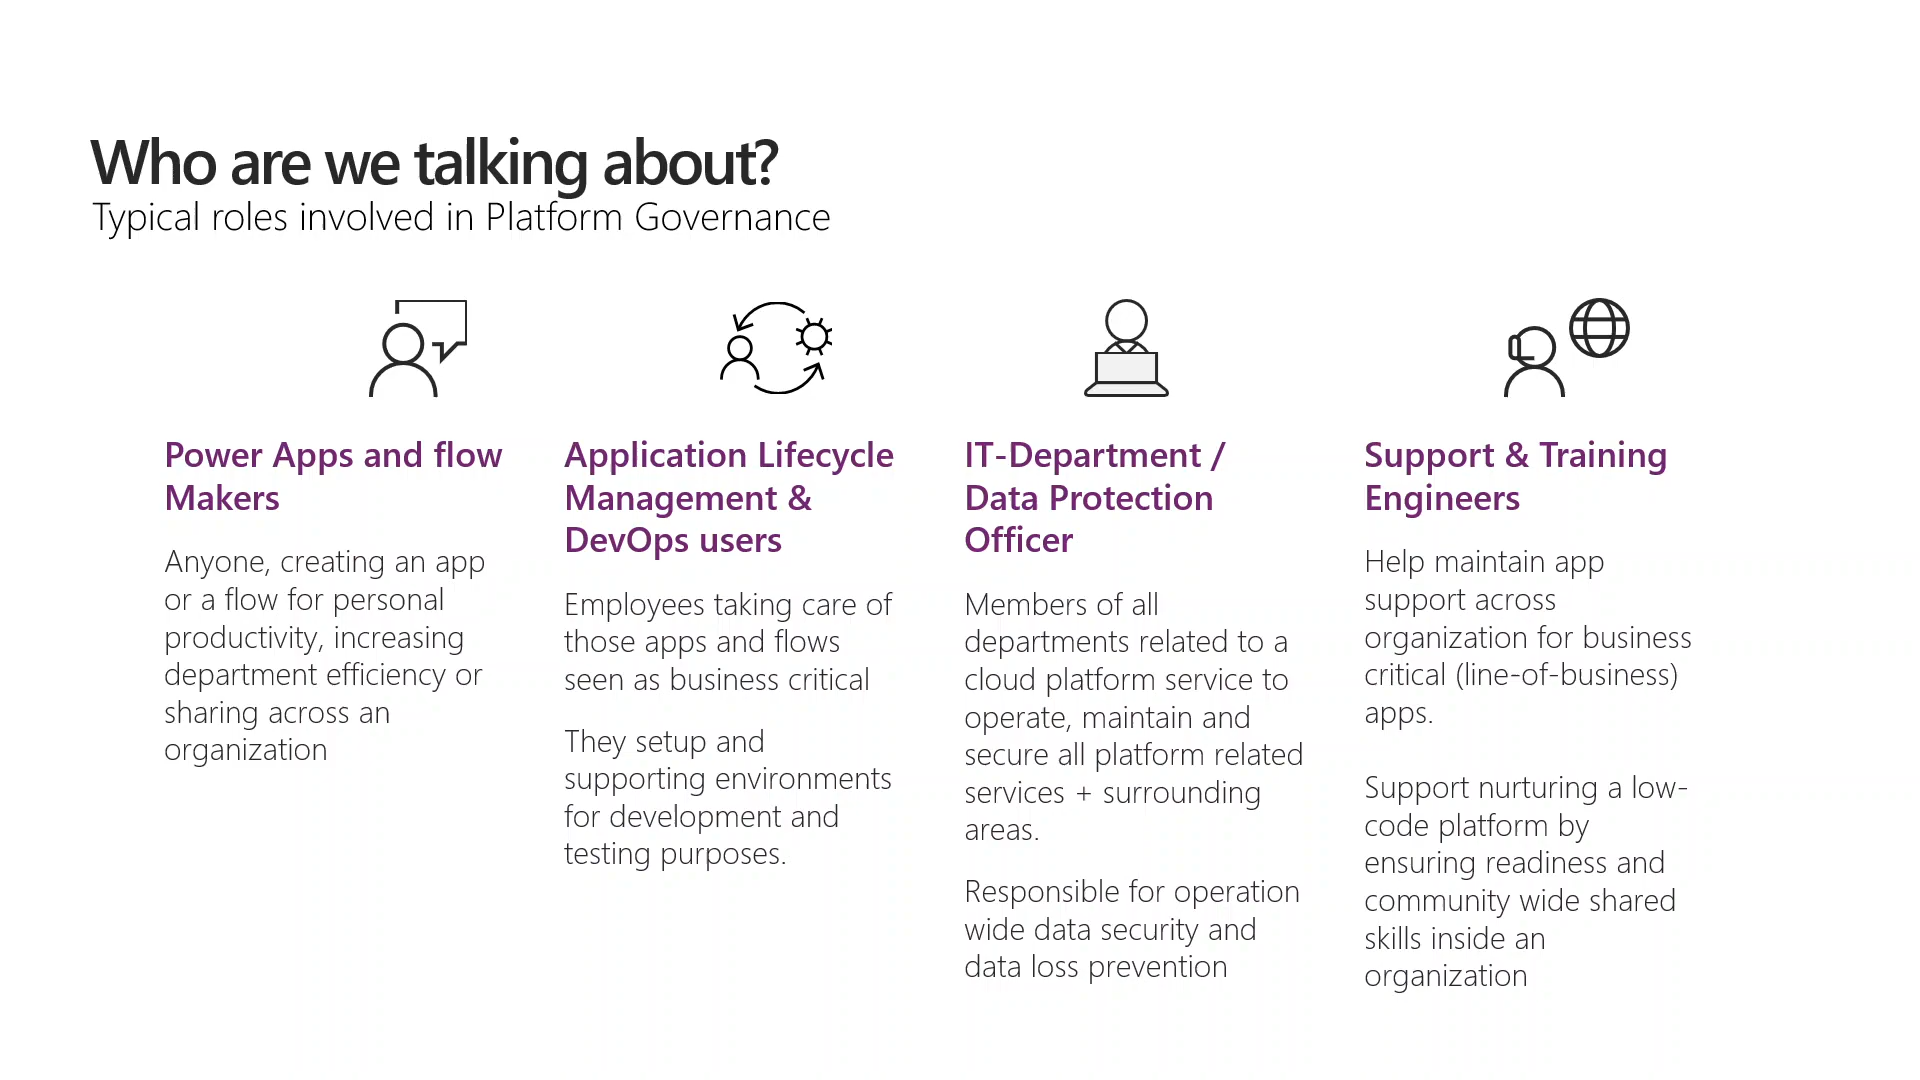 Who are we talking about?
Typical roles involved in Platform Governance
Power Apps and flow
Makers
Anyone, creating an app
or a flow for personal
productivity, increasing
department efficiency or
sharing across an
organization
Application Lifecycle
Management &
DevOps users
Employees taking care of
those apps and flows
seen as business critical
They setup and
supporting environments
for development and
testing purposes.
IT-Department /
Data Protection
Officer
Members of all
departments related to a
cloud platform service to
operate, maintain and
secure all platform related
services + surrounding
areas.
Responsible for operation
wide data security and
data loss prevention
Support & Training
Engineers
Help maintain app
support across
organization for business
critical (line-of-business)
apps.
Support nurturing a low-
code platform by
ensuring readiness and
community wide shared
skills inside an
organization